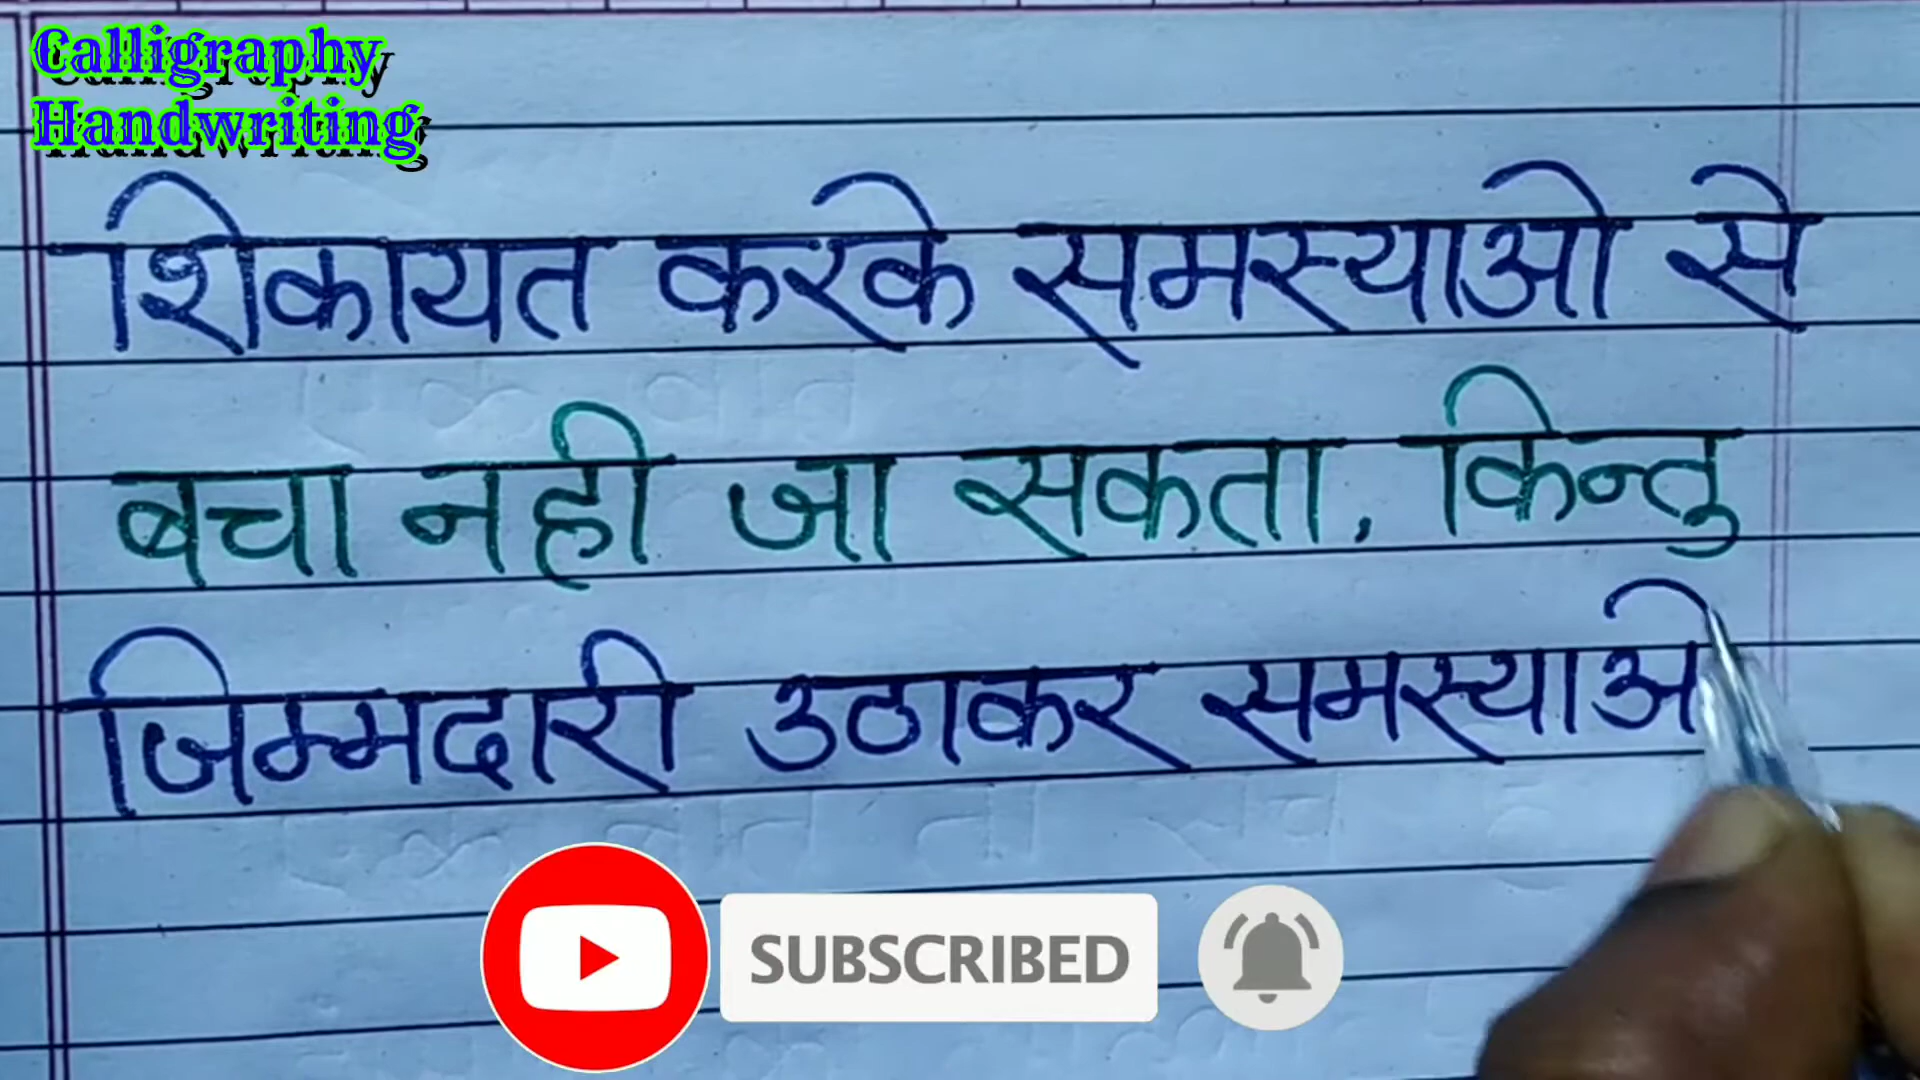 Calligraphy
Handwriting
शिकायत करके समस्याओ से
बचा नही जा सकता, किन्तु
जिम्मदारी उठाकर समस्याओ
SUBSCRIBED